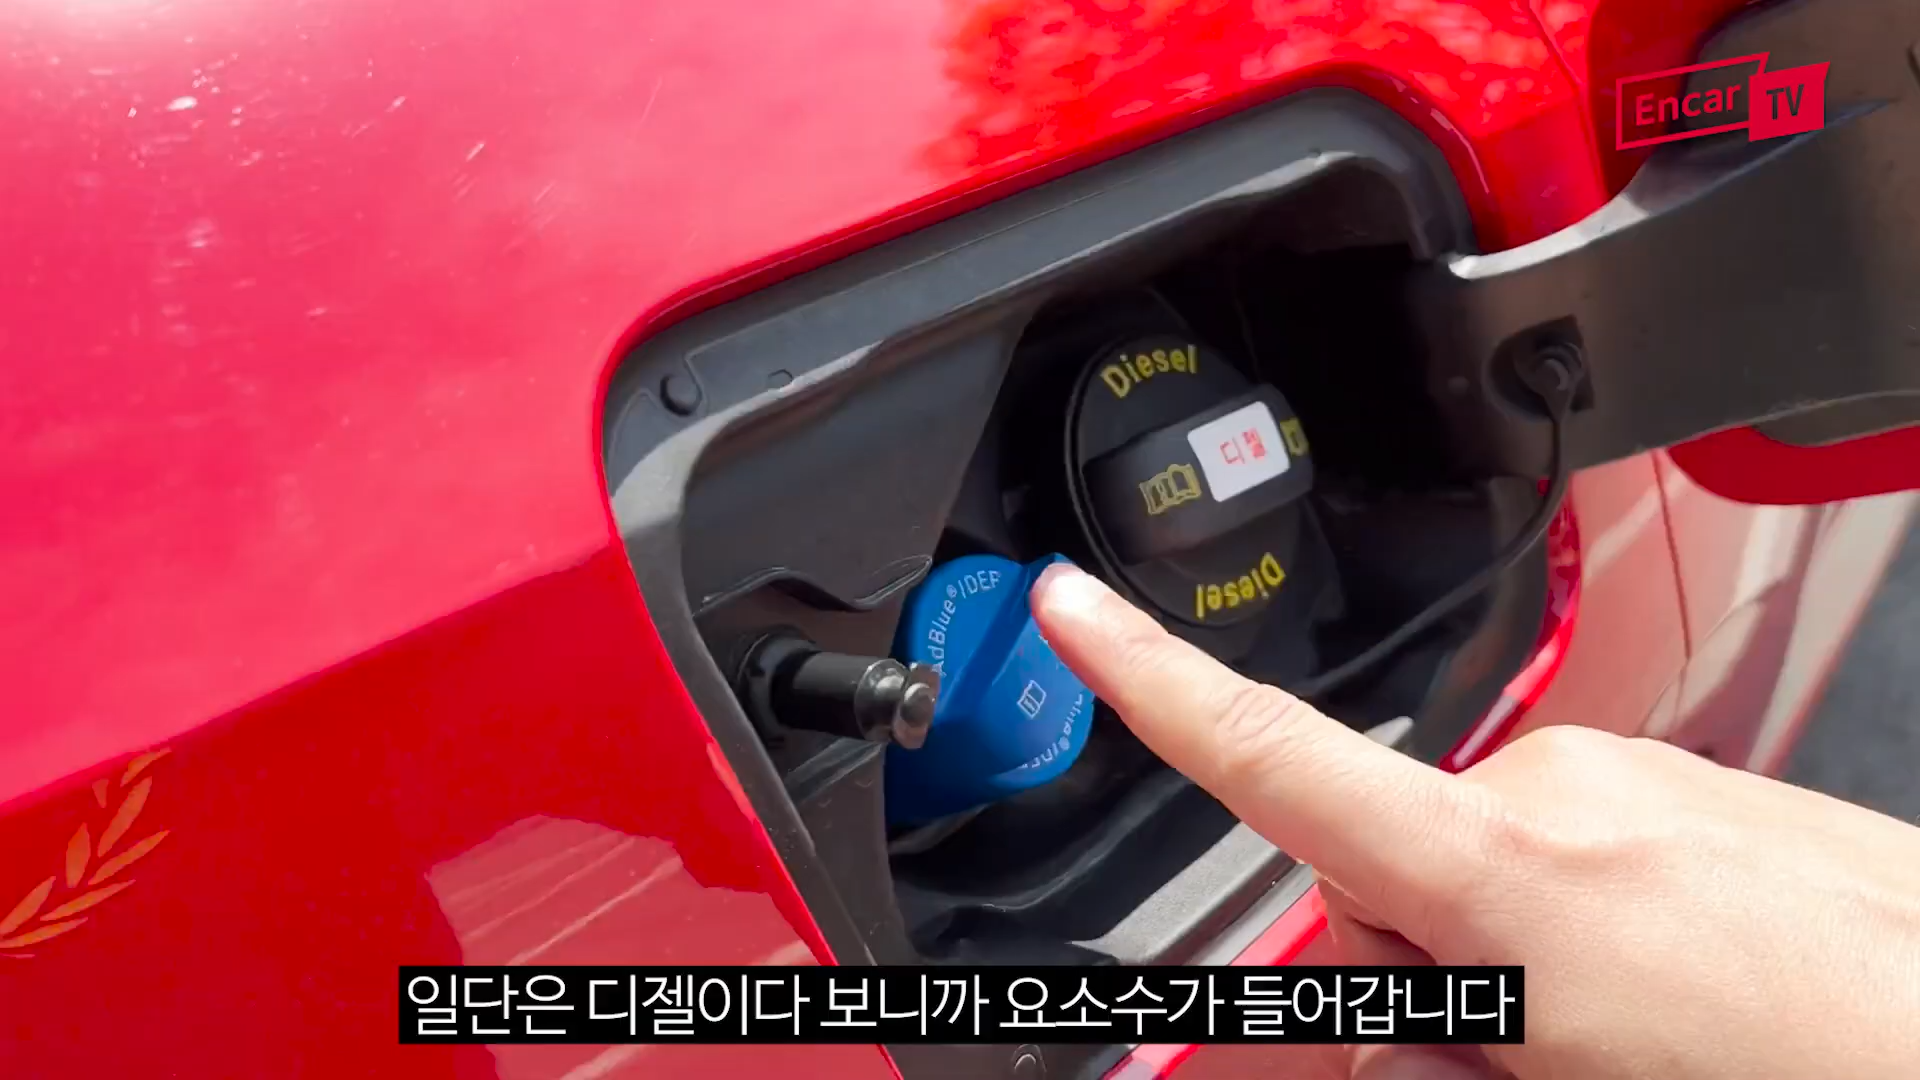 Encar TV
Diesel
디젤
Diesel
AdBlue®/DEF
일단은 디젤이다 보니까 요소수가 들어갑니다